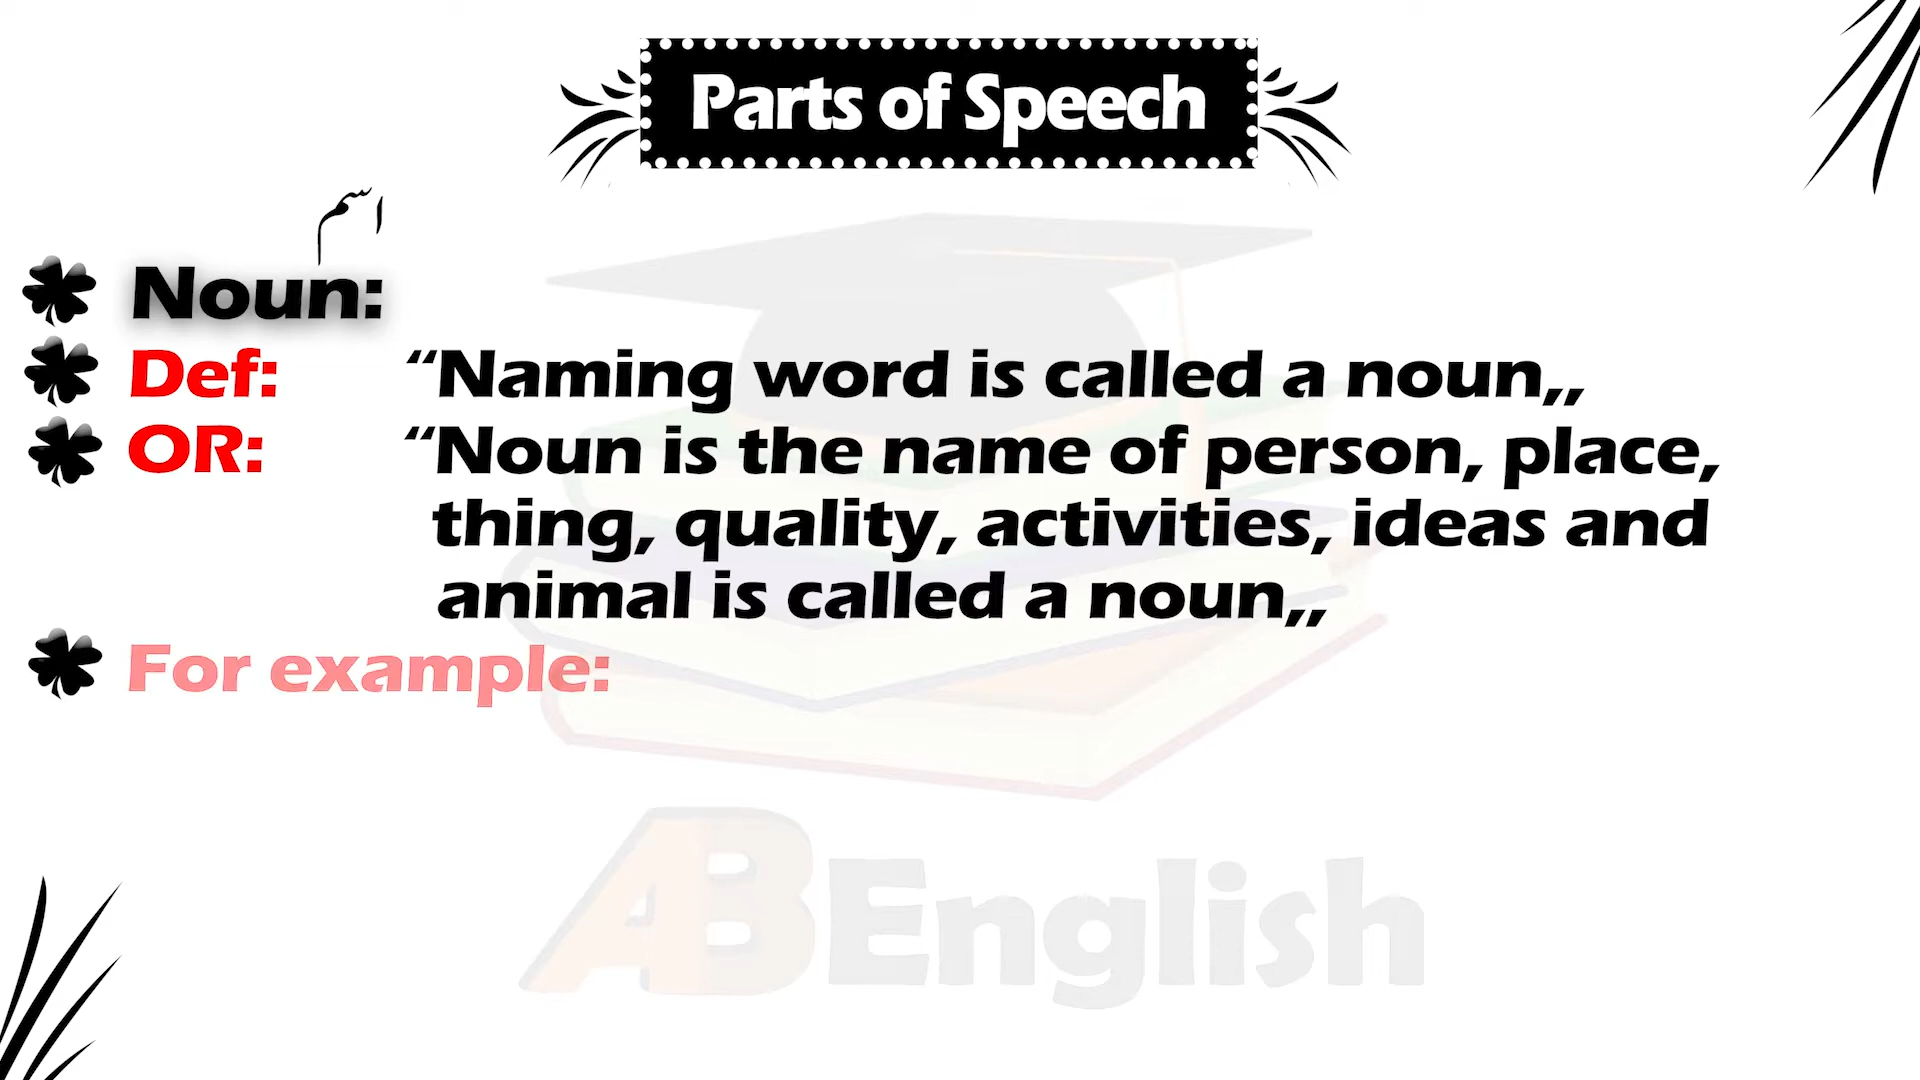 Parts of Speech
اسم
Noun:
Def: “Naming word is called a noun,,
OR: “Noun is the name of person, place,
thing, quality, activities, ideas and
animal is called a noun,,
For example:
ABEnglish